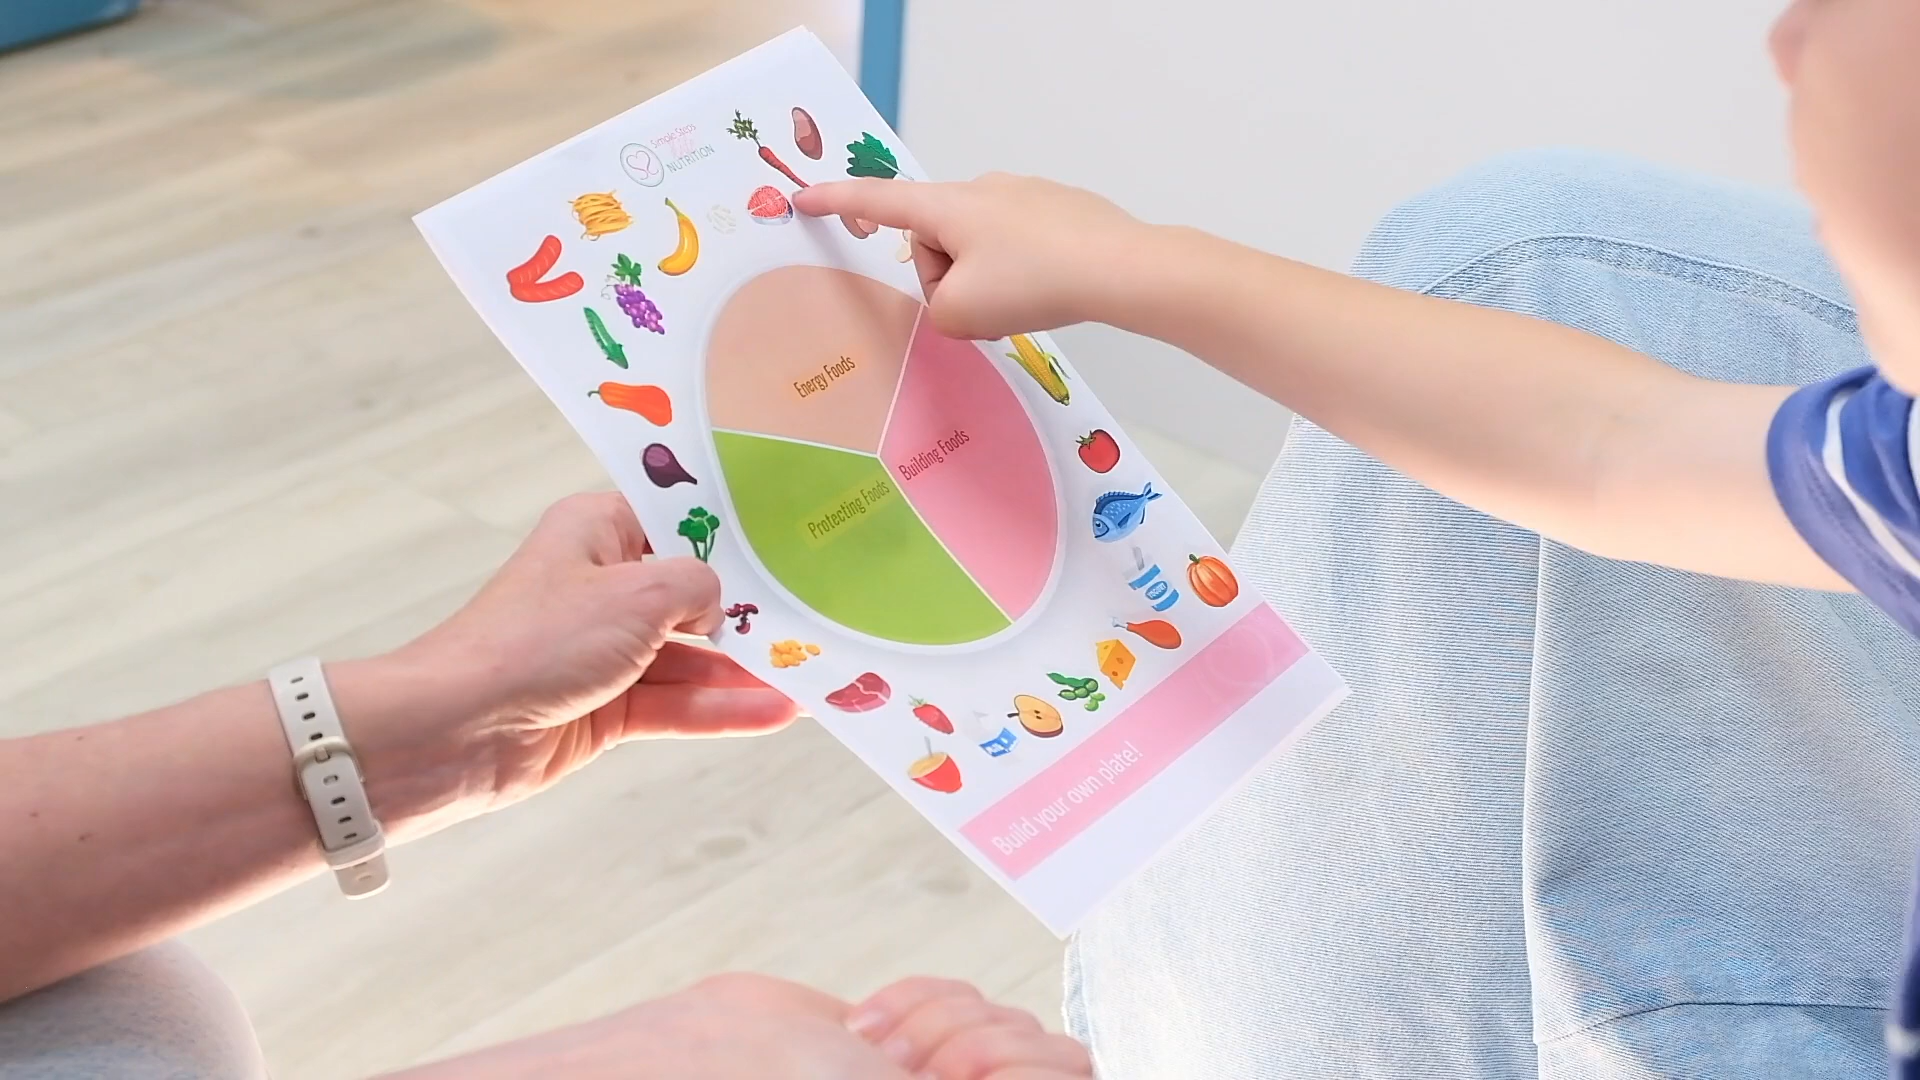 Simple Steps
NUTRITION
Energy Foods
Building Foods
Protecting Foods
Build your own plate!